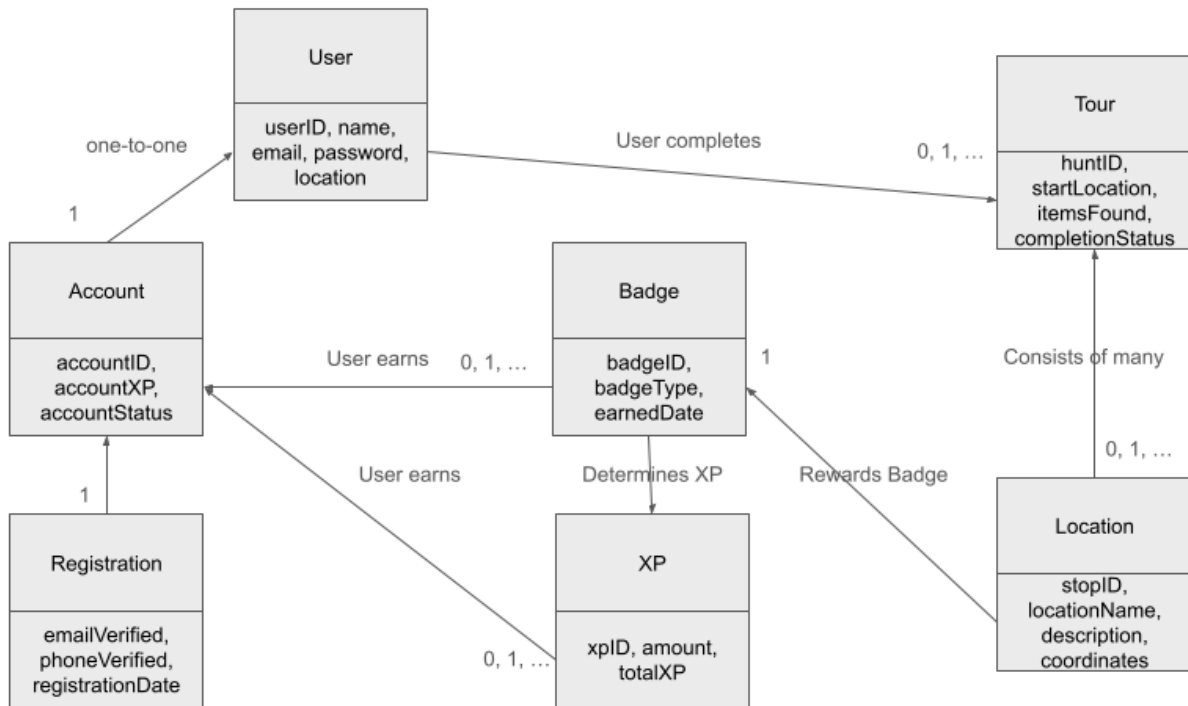 User
userID, name,
email, password,
location
Tour
huntID,
startLocation,
itemsFound,
completionStatus
one-to-one
User completes
0, 1, ...
1
Account
accountID,
accountXP,
accountStatus
User earns
0, 1, ...
Badge
badgeID,
badgeType,
earnedDate
1
Consists of many
0, 1, ...
User earns
Determines XP
Rewards Badge
1
Registration
emailVerified,
phoneVerified,
registrationDate
XP
xpID, amount,
totalXP
0, 1, ...
Location
stopID,
locationName,
description,
coordinates